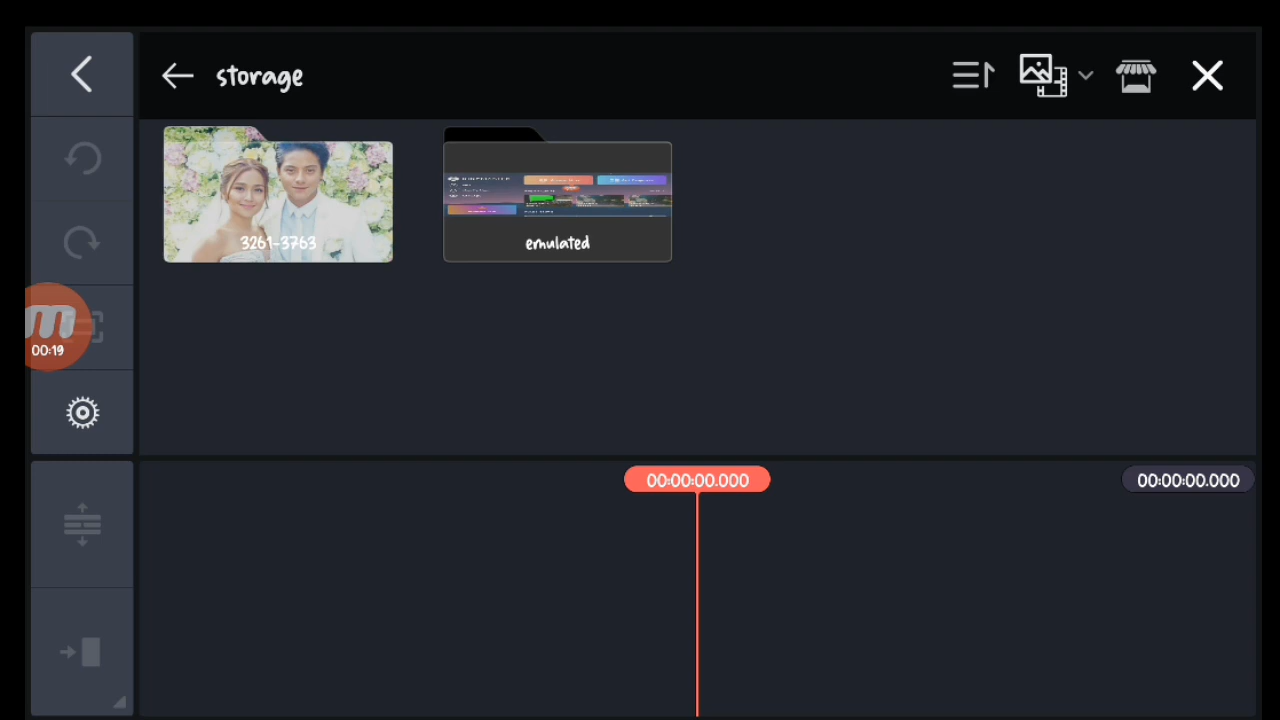 storage
3261-3763
emulated
m
00:19
00:00:00.000
00:00:00.000